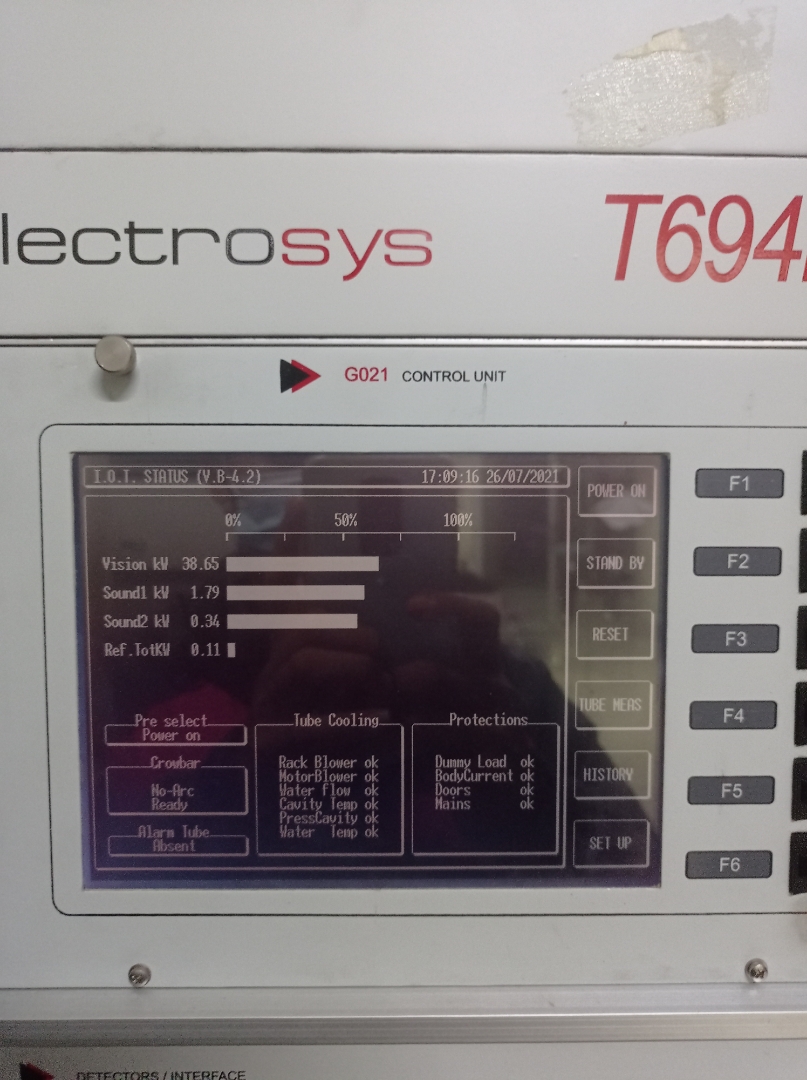 lectrosys
T694
G021 CONTROL UNIT
I.O.T. STATUS (V.B-4.2) 17:09:16 26/07/2021
0% 50% 100%
Vision kW 38.65
Sound1 kW 1.79
Sound2 kW 0.34
Ref.TotKW 0.11
Pre select
Power on
Crowbar
No-Arc
Ready
Alarm Tube
Absent
Tube Cooling
Rack Blower ok
MotorBlower ok
Water flow ok
Cavity Temp ok
PressCavity ok
Water Temp ok
Protections
Dummy Load ok
BodyCurrent ok
Doors ok
Mains ok
POWER ON
STAND BY
RESET
TUBE MEAS
HISTORY
SET UP
F1
F2
F3
F4
F5
F6
DETECTORS / INTERFACE